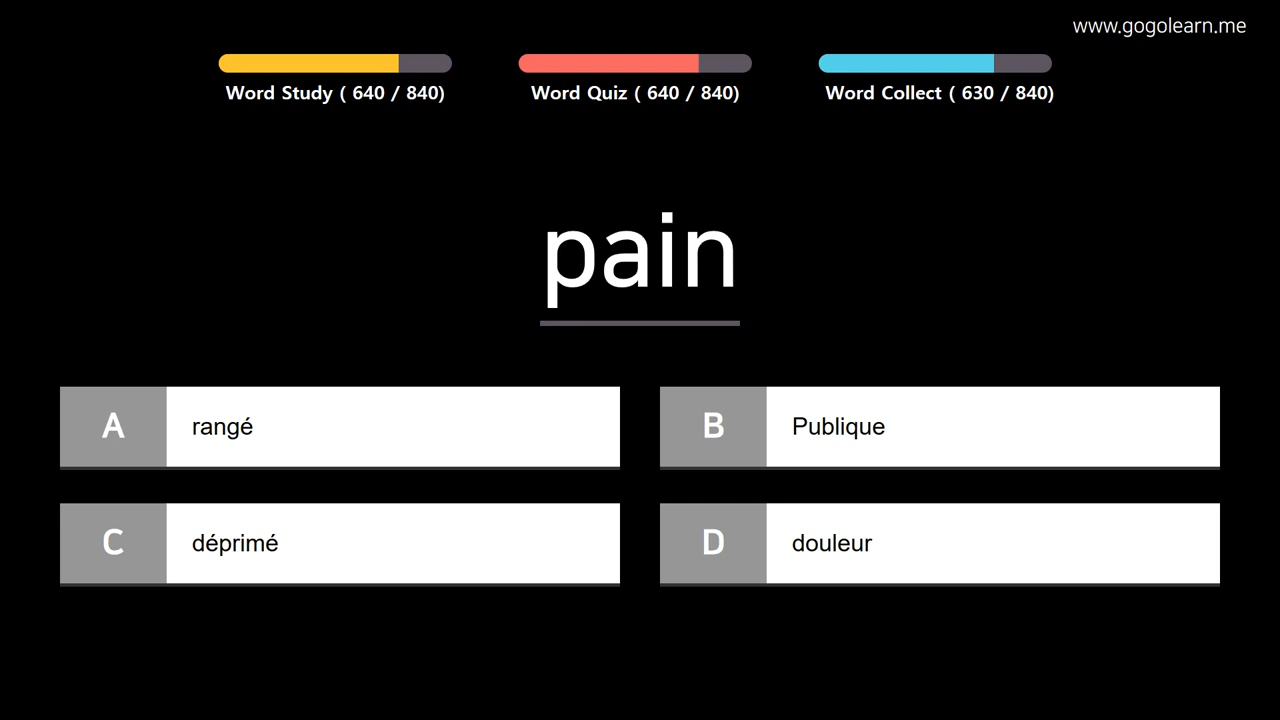 www.gogolearn.me
Word Study ( 640 / 840)
Word Quiz ( 640 / 840)
Word Collect ( 630 / 840)
pain
A rangé
B Publique
C déprimé
D douleur